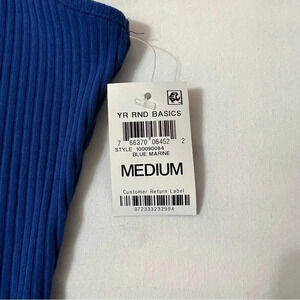 YR RND BASICS
7 66370 06452 2
STYLE 100090084
BLUE MARINE
MEDIUM
Customer Return Label
072333232994